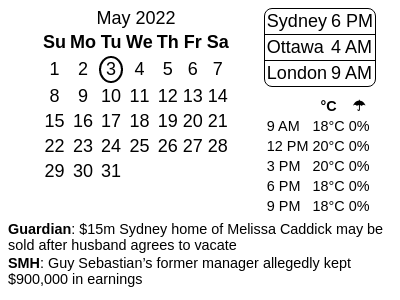 May 2022
Su Mo Tu We Th Fr Sa
1 2 3 4 5 6 7
8 9 10 11 12 13 14
15 16 17 18 19 20 21
22 23 24 25 26 27 28
29 30 31
Sydney 6 PM
Ottawa 4 AM
London 9 AM
°C ☂
9 AM 18°C 0%
12 PM 20°C 0%
3 PM 20°C 0%
6 PM 18°C 0%
9 PM 18°C 0%
Guardian: $15m Sydney home of Melissa Caddick may be
sold after husband agrees to vacate
SMH: Guy Sebastian’s former manager allegedly kept
$900,000 in earnings